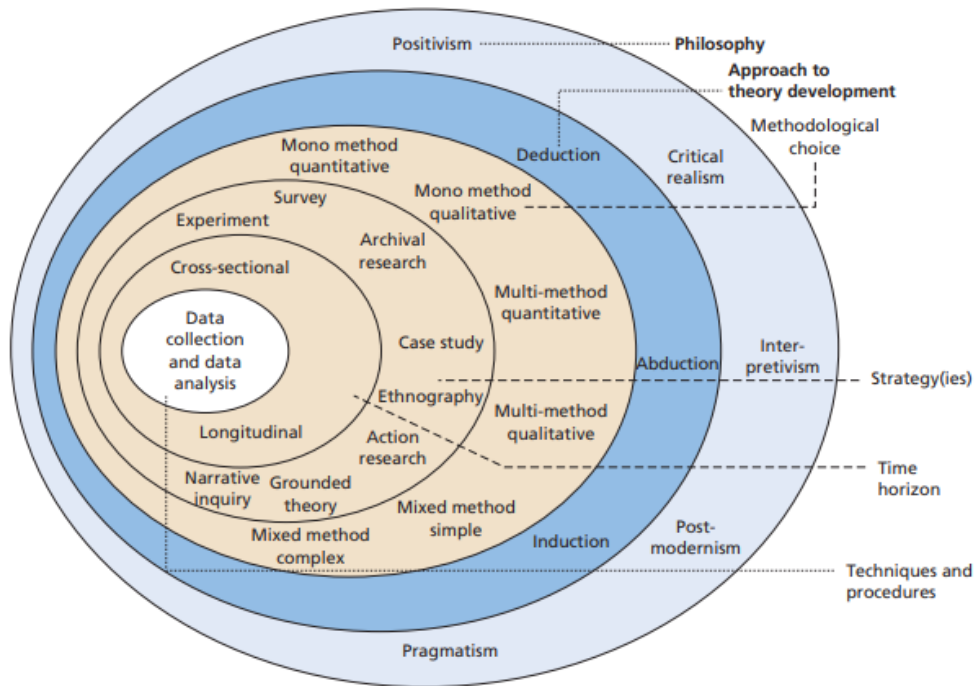 Positivism
Philosophy
Approach to
theory development
Methodological
choice
Mono method
quantitative
Deduction
Critical
realism
Mono method
qualitative
Survey
Experiment
Archival
research
Cross-sectional
Multi-method
quantitative
Data
collection
and data
analysis
Case study
Abduction
Inter-
pretivism
Strategy(ies)
Ethnography
Multi-method
qualitative
Longitudinal
Action
research
Time
horizon
Narrative
inquiry
Grounded
theory
Mixed method
simple
Mixed method
complex
Induction
Post-
modernism
Techniques and
procedures
Pragmatism